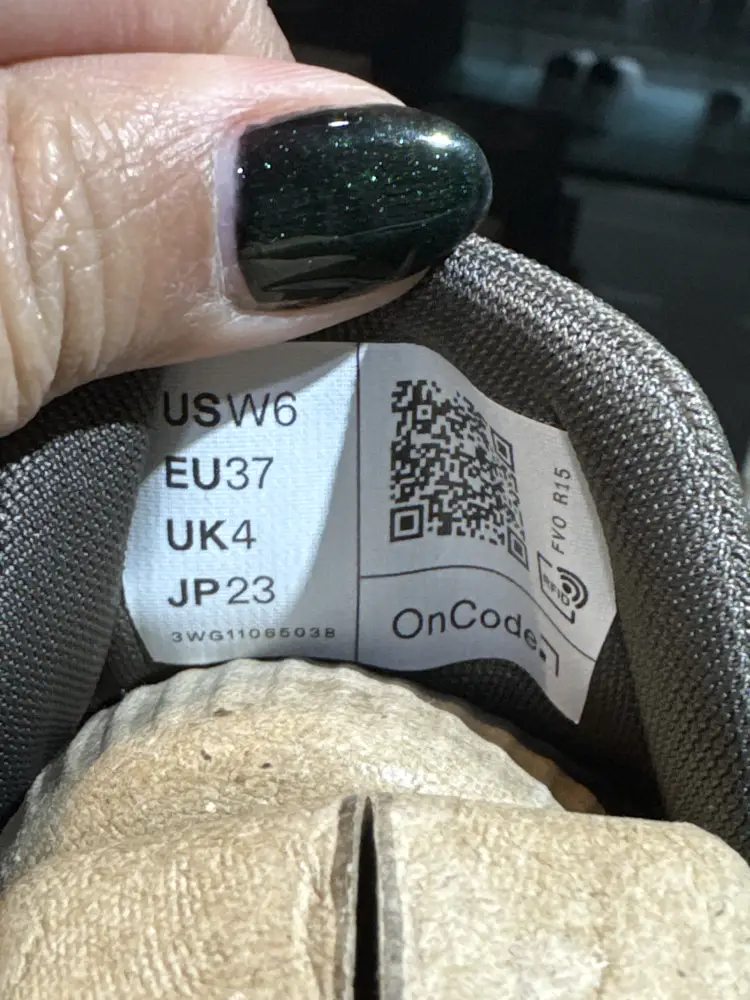 USW6
EU37
UK4
JP23
3WG11065038
OnCode
FVO R15
RFID